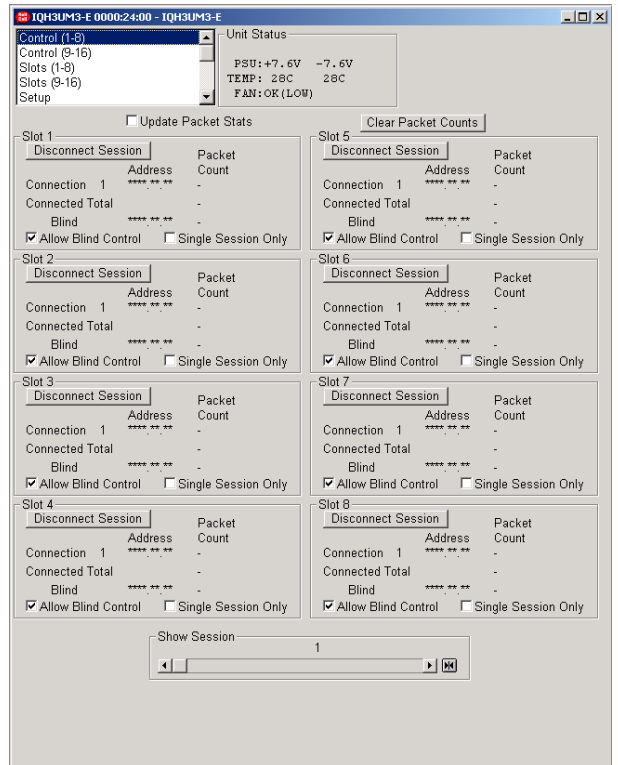 IQH3UM3-E 0000:24:00 - IQH3UM3-E
Control (1-8)
Control (9-16)
Slots (1-8)
Slots (9-16)
Setup
Unit Status
PSU:+7.6V -7.6V
TEMP: 28C 28C
FAN:OK(LOW)
Update Packet Stats
Clear Packet Counts
Slot 1
Disconnect Session
Packet
Address Count
Connection 1 ****.**.** -
Connected Total -
Blind ****.**.** -
Allow Blind Control Single Session Only
Slot 2
Disconnect Session
Packet
Address Count
Connection 1 ****.**.** -
Connected Total -
Blind ****.**.** -
Allow Blind Control Single Session Only
Slot 3
Disconnect Session
Packet
Address Count
Connection 1 ****.**.** -
Connected Total -
Blind ****.**.** -
Allow Blind Control Single Session Only
Slot 4
Disconnect Session
Packet
Address Count
Connection 1 ****.**.** -
Connected Total -
Blind ****.**.** -
Allow Blind Control Single Session Only
Slot 5
Disconnect Session
Packet
Address Count
Connection 1 ****.**.** -
Connected Total -
Blind ****.**.** -
Allow Blind Control Single Session Only
Slot 6
Disconnect Session
Packet
Address Count
Connection 1 ****.**.** -
Connected Total -
Blind ****.**.** -
Allow Blind Control Single Session Only
Slot 7
Disconnect Session
Packet
Address Count
Connection 1 ****.**.** -
Connected Total -
Blind ****.**.** -
Allow Blind Control Single Session Only
Slot 8
Disconnect Session
Packet
Address Count
Connection 1 ****.**.** -
Connected Total -
Blind ****.**.** -
Allow Blind Control Single Session Only
Show Session
1